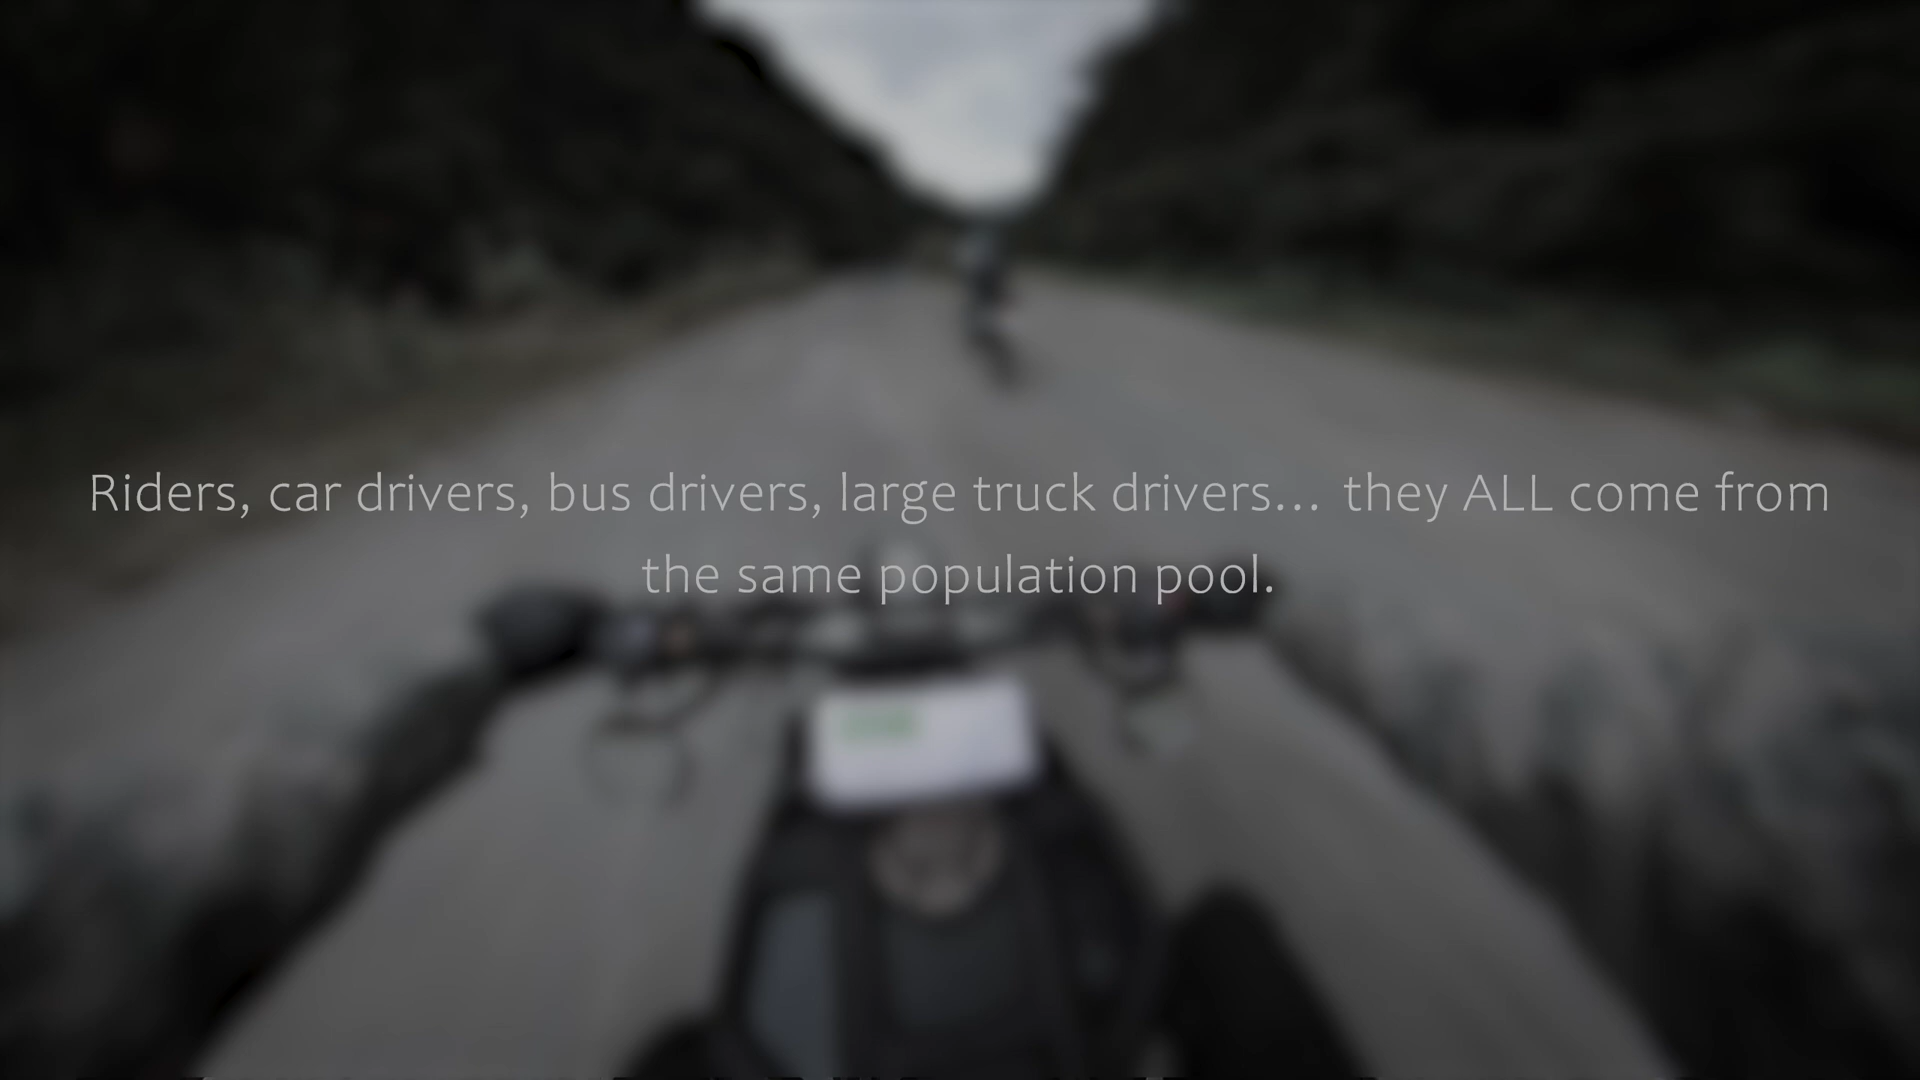 Riders, car drivers, bus drivers, large truck drivers… they ALL come from
the same population pool.